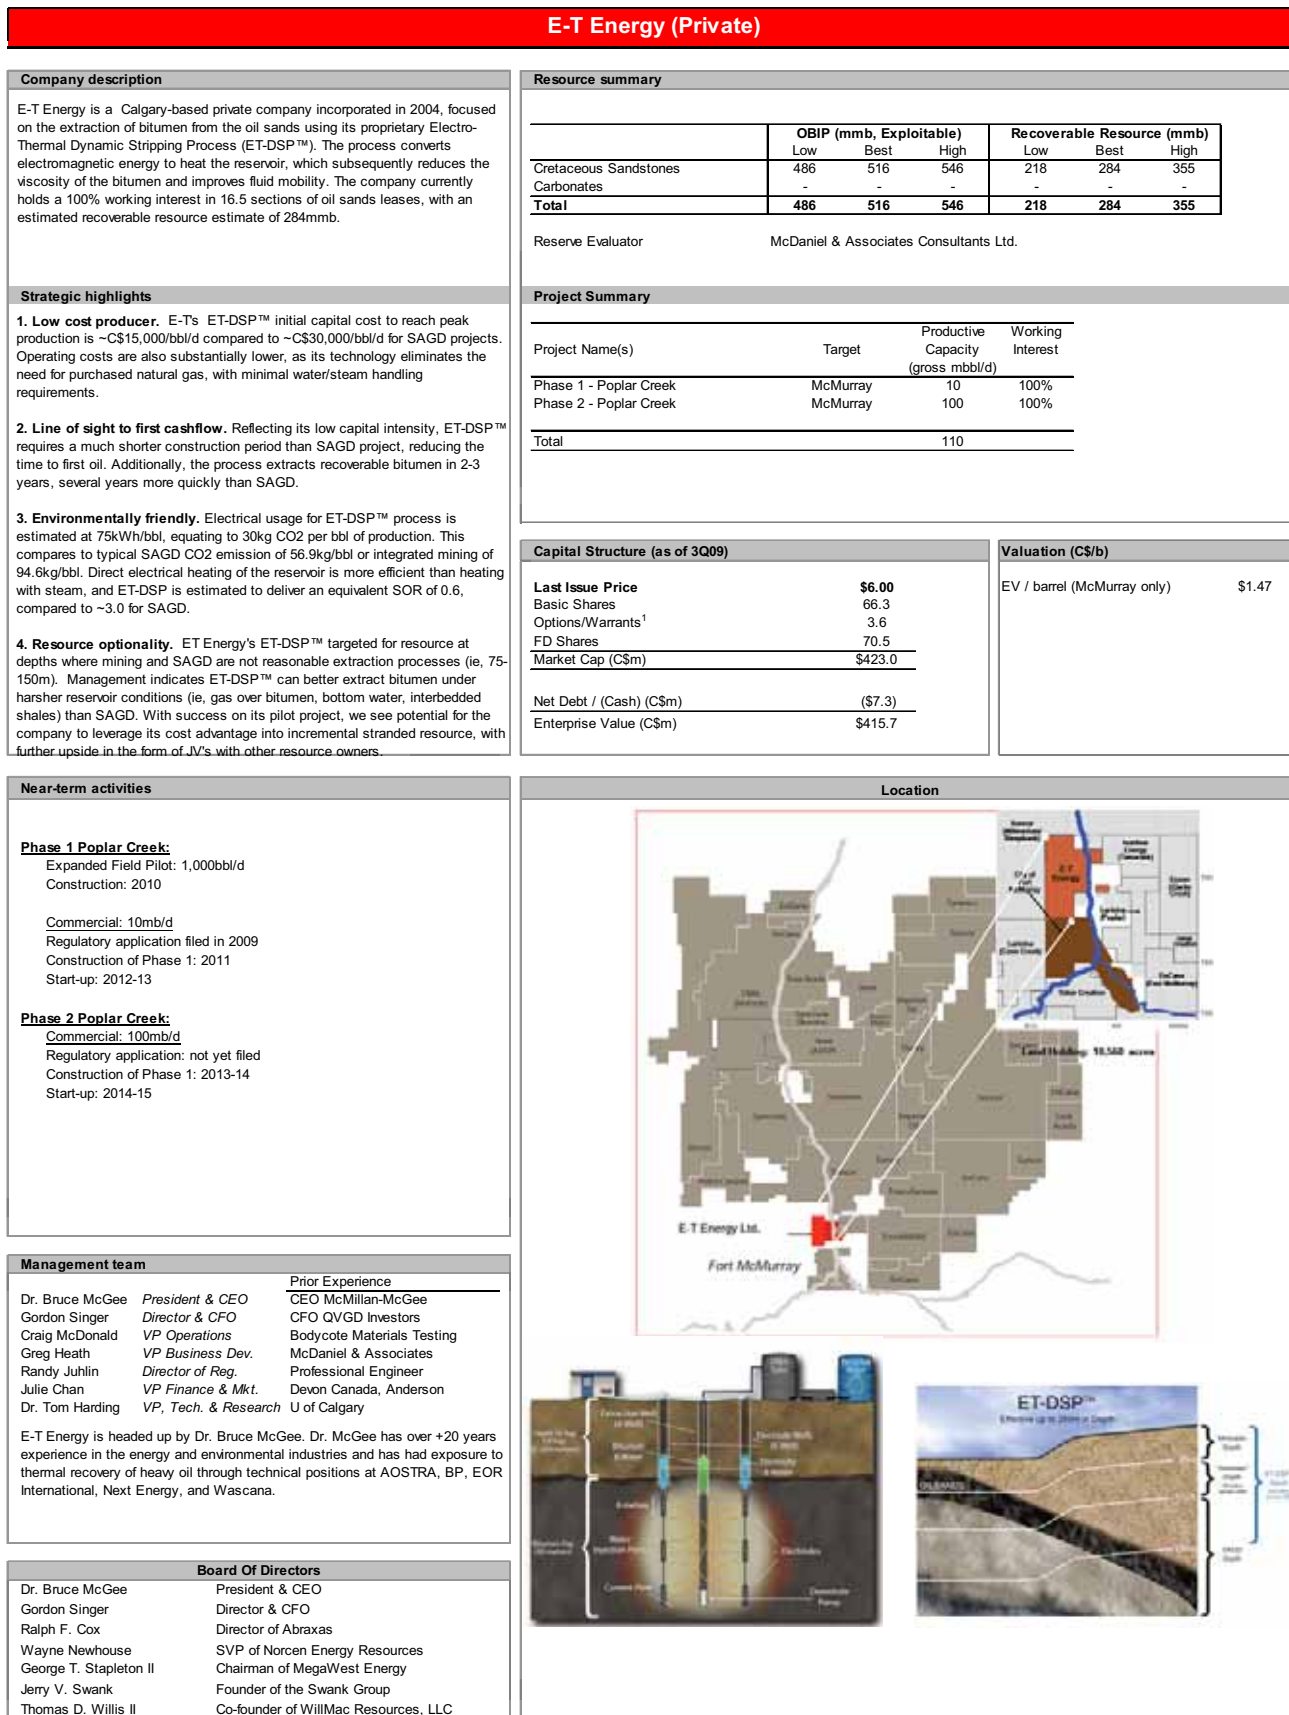 E-T Energy (Private)
Company description
E-T Energy is a Calgary-based private company incorporated in 2004, focused
on the extraction of bitumen from the oil sands using its proprietary Electro-
Thermal Dynamic Stripping Process (ET-DSP™). The process converts
electromagnetic energy to heat the reservoir, which subsequently reduces the
viscosity of the bitumen and improves fluid mobility. The company currently
holds a 100% working interest in 16.5 sections of oil sands leases, with an
estimated recoverable resource estimate of 284mmb.
Strategic highlights
1. Low cost producer. E-T's ET-DSP™ initial capital cost to reach peak
production is ~C$15,000/bbl/d compared to ~C$30,000/bbl/d for SAGD projects.
Operating costs are also substantially lower, as its technology eliminates the
need for purchased natural gas, with minimal water/steam handling
requirements.
2. Line of sight to first cashflow. Reflecting its low capital intensity, ET-DSP™
requires a much shorter construction period than SAGD project, reducing the
time to first oil. Additionally, the process extracts recoverable bitumen in 2-3
years, several years more quickly than SAGD.
3. Environmentally friendly. Electrical usage for ET-DSP™ process is
estimated at 75kWh/bbl, equating to 30kg CO2 per bbl of production. This
compares to typical SAGD CO2 emission of 56.9kg/bbl or integrated mining of
94.6kg/bbl. Direct electrical heating of the reservoir is more efficient than heating
with steam, and ET-DSP is estimated to deliver an equivalent SOR of 0.6,
compared to ~3.0 for SAGD.
4. Resource optionality. ET Energy's ET-DSP™ targeted for resource at
depths where mining and SAGD are not reasonable extraction processes (ie, 75-
150m). Management indicates ET-DSP™ can better extract bitumen under
harsher reservoir conditions (ie, gas over bitumen, bottom water, interbedded
shales) than SAGD. With success on its pilot project, we see potential for the
company to leverage its cost advantage into incremental stranded resource, with
further upside in the form of JV's with other resource owners.
Resource summary
OBIP (mmb, Exploitable) Recoverable Resource (mmb)
Low Best High Low Best High
Cretaceous Sandstones 486 516 546 218 284 355
Carbonates - - - - - -
Total 486 516 546 218 284 355
Reserve Evaluator McDaniel & Associates Consultants Ltd.
Project Summary
Productive Working
Project Name(s) Target Capacity Interest
(gross mbbl/d)
Phase 1 - Poplar Creek McMurray 10 100%
Phase 2 - Poplar Creek McMurray 100 100%
Total 110
Capital Structure (as of 3Q09)
Last Issue Price $6.00
Basic Shares 66.3
Options/Warrants1 3.6
FD Shares 70.5
Market Cap (C$m) $423.0
Net Debt / (Cash) (C$m) ($7.3)
Enterprise Value (C$m) $415.7
Valuation (C$/b)
EV / barrel (McMurray only) $1.47
Near-term activities
Phase 1 Poplar Creek:
Expanded Field Pilot: 1,000bbl/d
Construction: 2010
Commercial: 10mb/d
Regulatory application filed in 2009
Construction of Phase 1: 2011
Start-up: 2012-13
Phase 2 Poplar Creek:
Commercial: 100mb/d
Regulatory application: not yet filed
Construction of Phase 1: 2013-14
Start-up: 2014-15
Location
E-T Energy
Land Holding: 10,560 acres
E-T Energy Ltd.
Fort McMurray
Management team
Prior Experience
Dr. Bruce McGee President & CEO CEO McMillan-McGee
Gordon Singer Director & CFO CFO QVGD Investors
Craig McDonald VP Operations Bodycote Materials Testing
Greg Heath VP Business Dev. McDaniel & Associates
Randy Juhlin Director of Reg. Professional Engineer
Julie Chan VP Finance & Mkt. Devon Canada, Anderson
Dr. Tom Harding VP, Tech. & Research U of Calgary
E-T Energy is headed up by Dr. Bruce McGee. Dr. McGee has over +20 years
experience in the energy and environmental industries and has had exposure to
thermal recovery of heavy oil through technical positions at AOSTRA, BP, EOR
International, Next Energy, and Wascana.
ET-DSP™
OIL SANDS
Electrodes
Board Of Directors
Dr. Bruce McGee President & CEO
Gordon Singer Director & CFO
Ralph F. Cox Director of Abraxas
Wayne Newhouse SVP of Norcen Energy Resources
George T. Stapleton II Chairman of MegaWest Energy
Jerry V. Swank Founder of the Swank Group
Thomas D. Willis II Co-founder of WillMac Resources, LLC